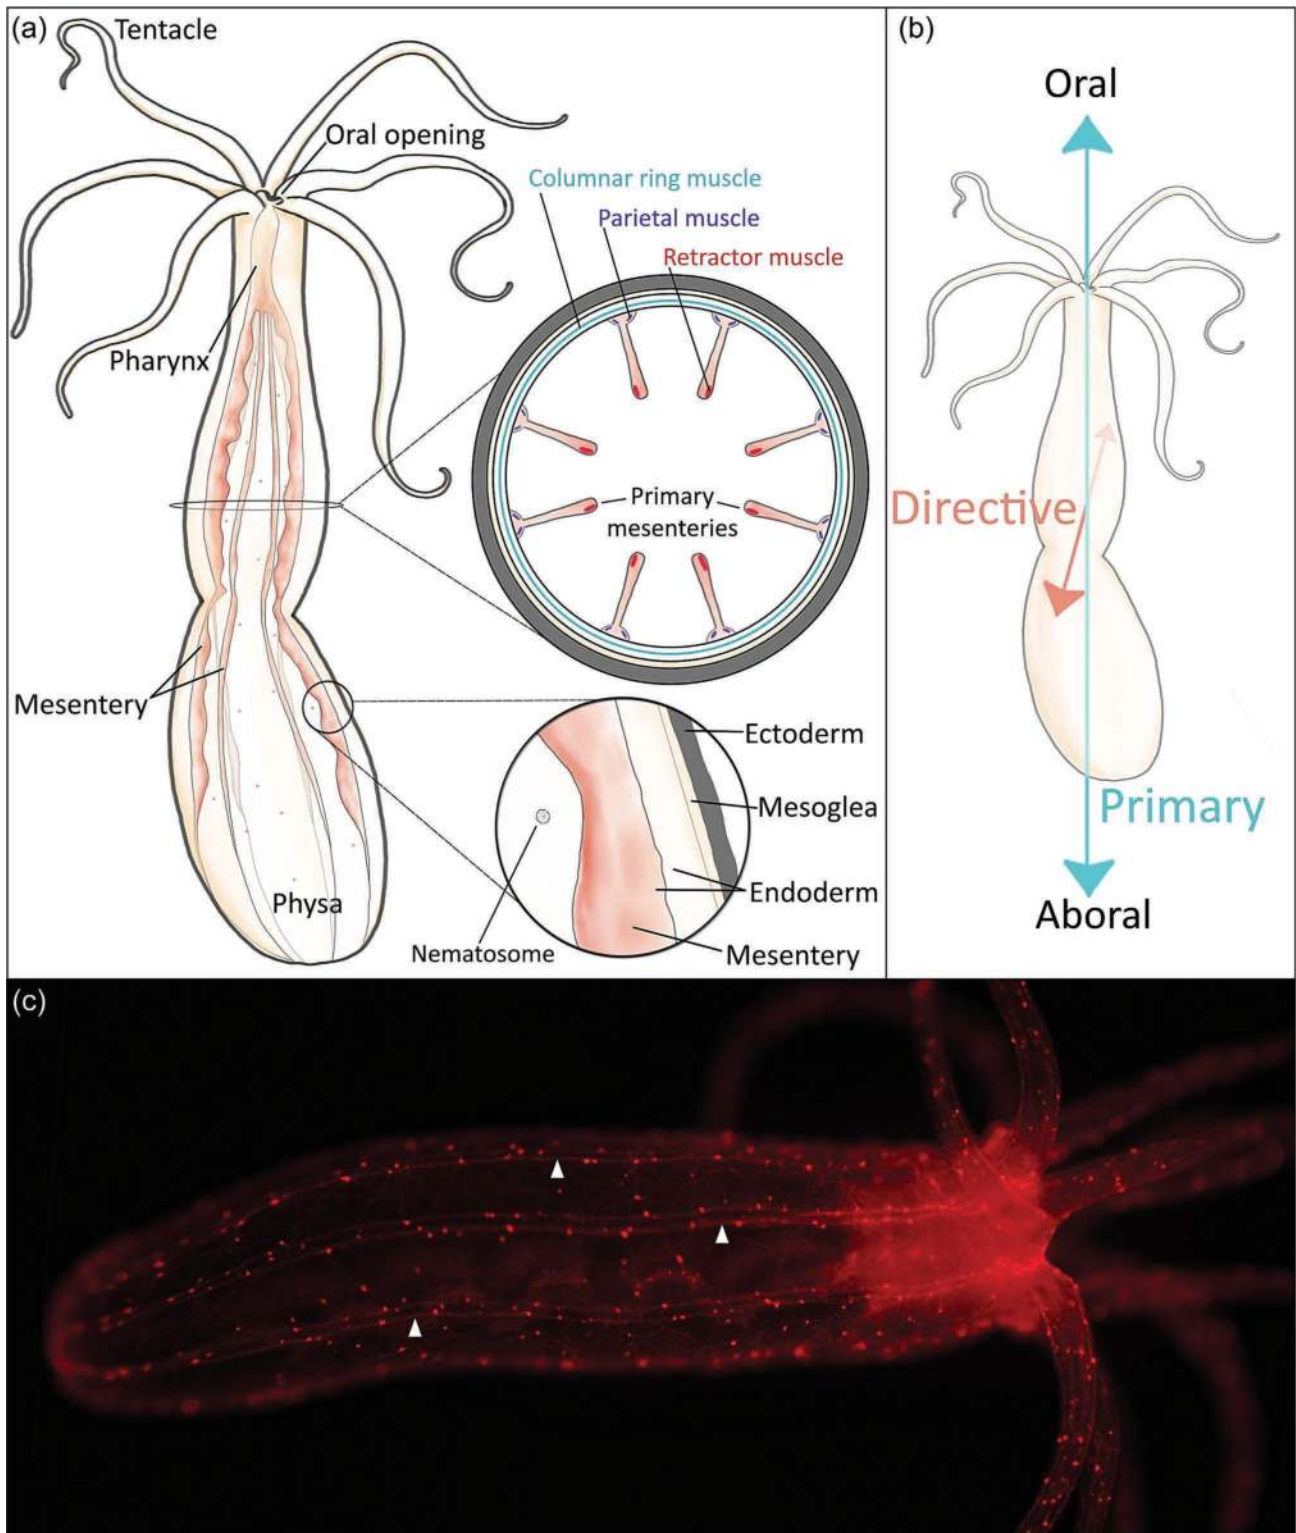 (a)
Tentacle
Oral opening
Columnar ring muscle
Parietal muscle
Retractor muscle
Pharynx
Primary
mesenteries
Mesentery
Ectoderm
Mesoglea
Endoderm
Physa
Nematosome
Mesentery
(b)
Oral
Directive
Primary
Aboral
(c)